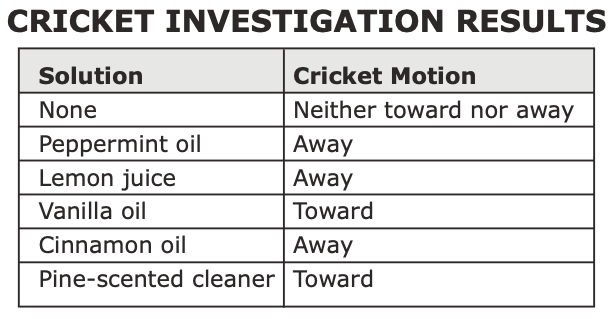 CRICKET INVESTIGATION RESULTS
Solution Cricket Motion
None Neither toward nor away
Peppermint oil Away
Lemon juice Away
Vanilla oil Toward
Cinnamon oil Away
Pine-scented cleaner Toward